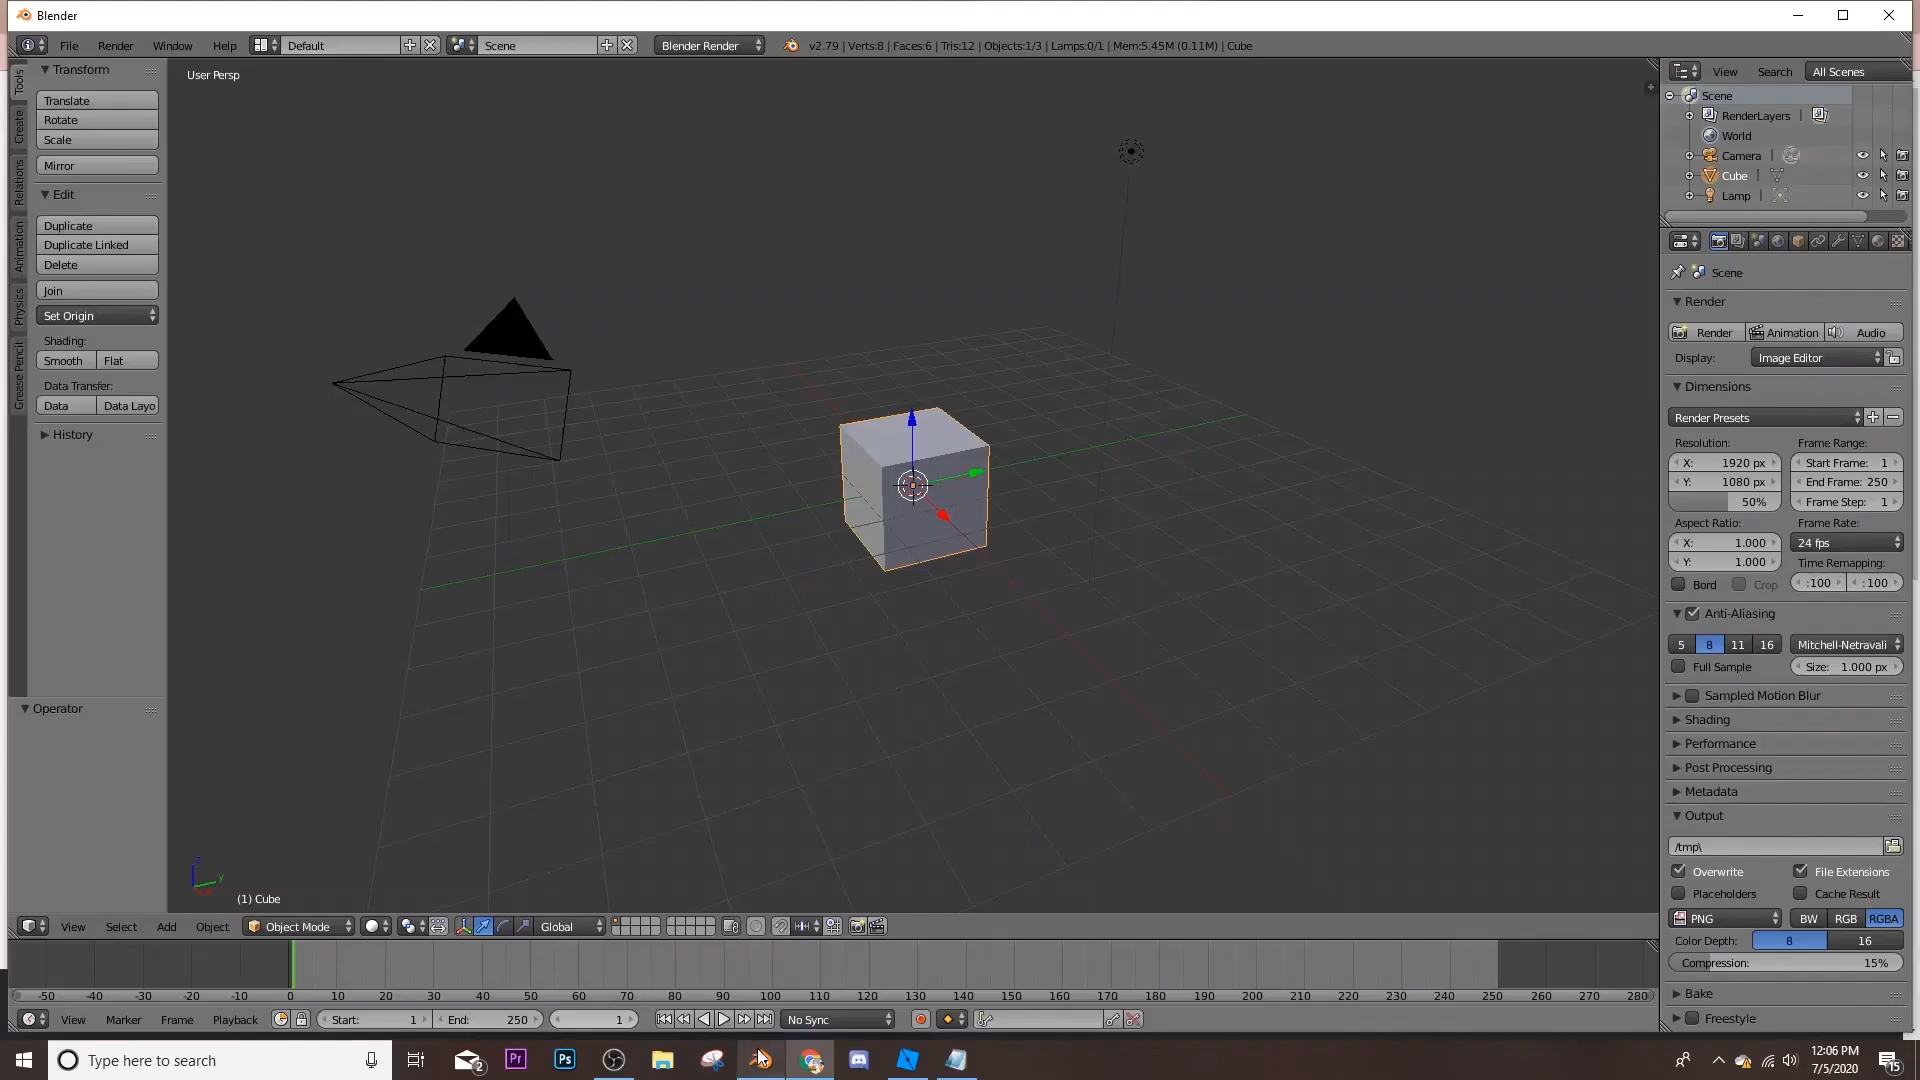 Blender
File Render Window Help Default Scene Blender Render v2.79 | Verts:8 | Faces:6 | Tris:12 | Objects:1/3 | Lamps:0/1 | Mem:5.45M (0.11M) | Cube
Tools
Create
Relations
Animation
Physics
Grease Pencil
Transform
Translate
Rotate
Scale
Mirror
Edit
Duplicate
Duplicate Linked
Delete
Join
Set Origin
Shading:
Smooth Flat
Data Transfer:
Data Data Layo
History
Operator
User Persp
z
y
(1) Cube
View Select Add Object Object Mode Global
-50 -40 -30 -20 -10 0 10 20 30 40 50 60 70 80 90 100 110 120 130 140 150 160 170 180 190 200 210 220 230 240 250 260 270 280
View Marker Frame Playback Start: 1 End: 250 1 No Sync
View Search All Scenes
Scene
RenderLayers |
World
Camera |
Cube |
Lamp |
Scene
Render
Render Animation Audio
Display: Image Editor
Dimensions
Render Presets
Resolution: Frame Range:
X: 1920 px Start Frame: 1
Y: 1080 px End Frame: 250
50% Frame Step: 1
Aspect Ratio: Frame Rate:
X: 1.000 24 fps
Y: 1.000 Time Remapping:
Bord Crop :100 :100
Anti-Aliasing
5 8 11 16 Mitchell-Netravali
Full Sample Size: 1.000 px
Sampled Motion Blur
Shading
Performance
Post Processing
Metadata
Output
/tmp\
Overwrite File Extensions
Placeholders Cache Result
PNG BW RGB RGBA
Color Depth: 8 16
Compression: 15%
Bake
Freestyle
Type here to search 2 Pr Ps 12:06 PM
7/5/2020 15